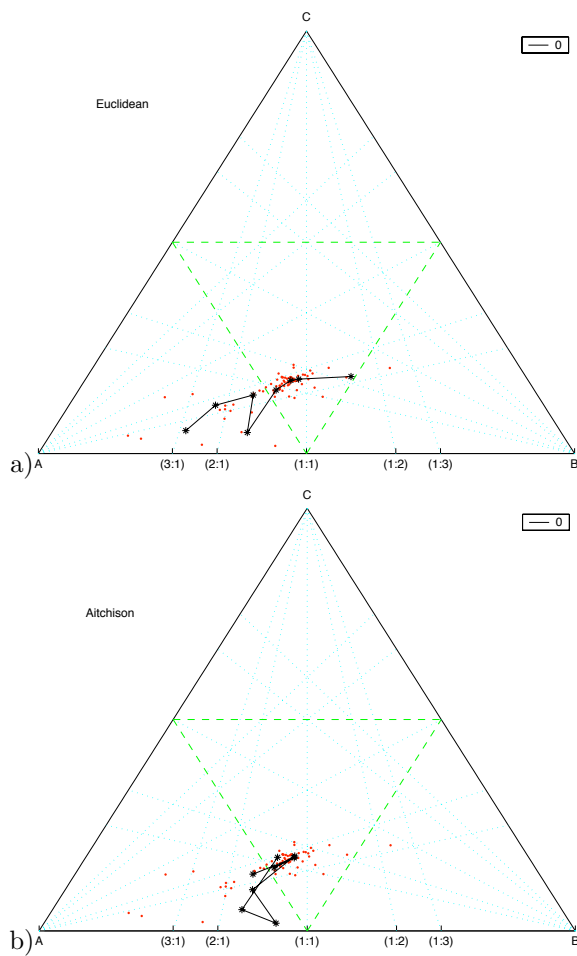 C
0
Euclidean
a)
A
(3:1)
(2:1)
(1:1)
(1:2)
(1:3)
B
C
0
Aitchison
b)
A
(3:1)
(2:1)
(1:1)
(1:2)
(1:3)
B